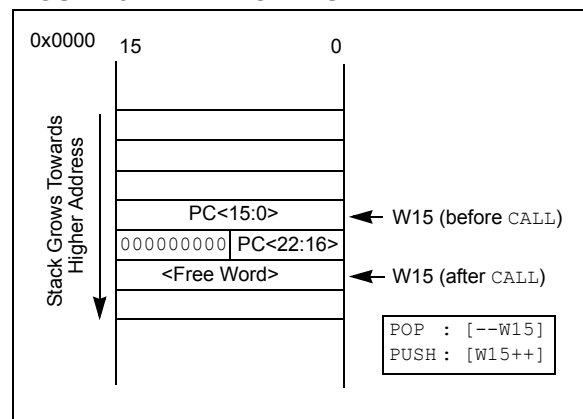 0x0000
15 0
Stack Grows Towards
Higher Address
PC<15:0>
W15 (before CALL)
000000000 PC<22:16>
<Free Word>
W15 (after CALL)
POP : [--W15]
PUSH : [W15++]